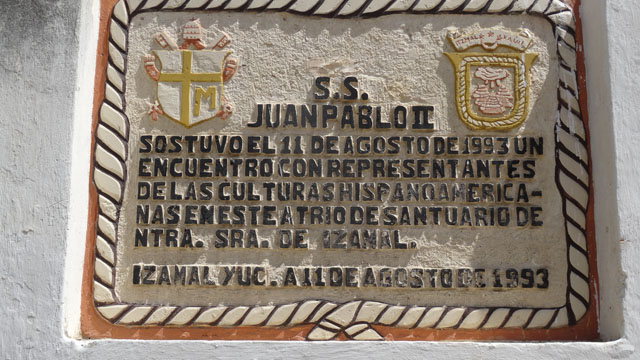 M
S.S.
JUAN PABLO II
SOSTUVO EL 11 DE AGOSTO DE 1993 UN
ENCUENTRO CON REPRESENTANTES
DE LAS CULTURAS HISPANOAMERICA-
NAS EN ESTE ATRIO DE SANTUARIO DE
NTRA. SRA. DE IZAMAL.
IZAMAL YUC. A 11 DE AGOSTO DE 1993